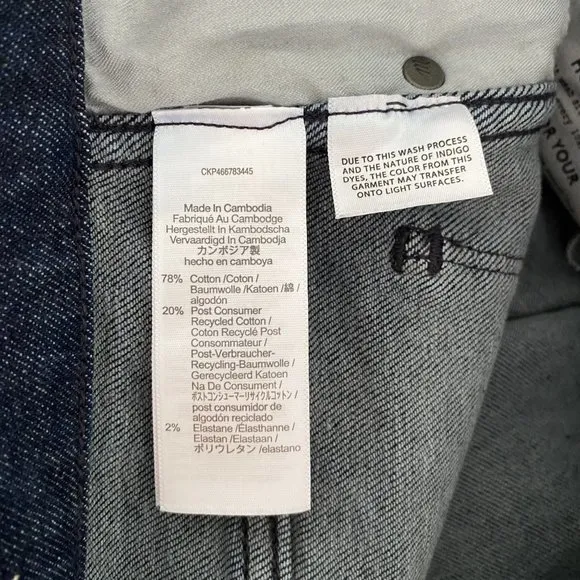 CKP466783445
Made In Cambodia
Fabriqué Au Cambodge
Hergestellt In Kambodscha
Vervaardigd In Cambodja
カンボジア製
hecho en camboya
78% Cotton /Coton /
Baumwolle /Katoen /綿 /
algodón
20% Post Consumer
Recycled Cotton /
Coton Recyclé Post
Consommateur /
Post-Verbraucher-
Recycling-Baumwolle /
Gerecycleerd Katoen
Na De Consument /
ポストコンシューマーリサイクルコットン /
post consumidor de
algodón reciclado
2% Elastane /Élasthanne /
Elastan /Elastaan /
ポリウレタン /elastano
DUE TO THIS WASH PROCESS
AND THE NATURE OF INDIGO
DYES, THE COLOR FROM THIS
GARMENT MAY TRANSFER
ONTO LIGHT SURFACES.
YOUR